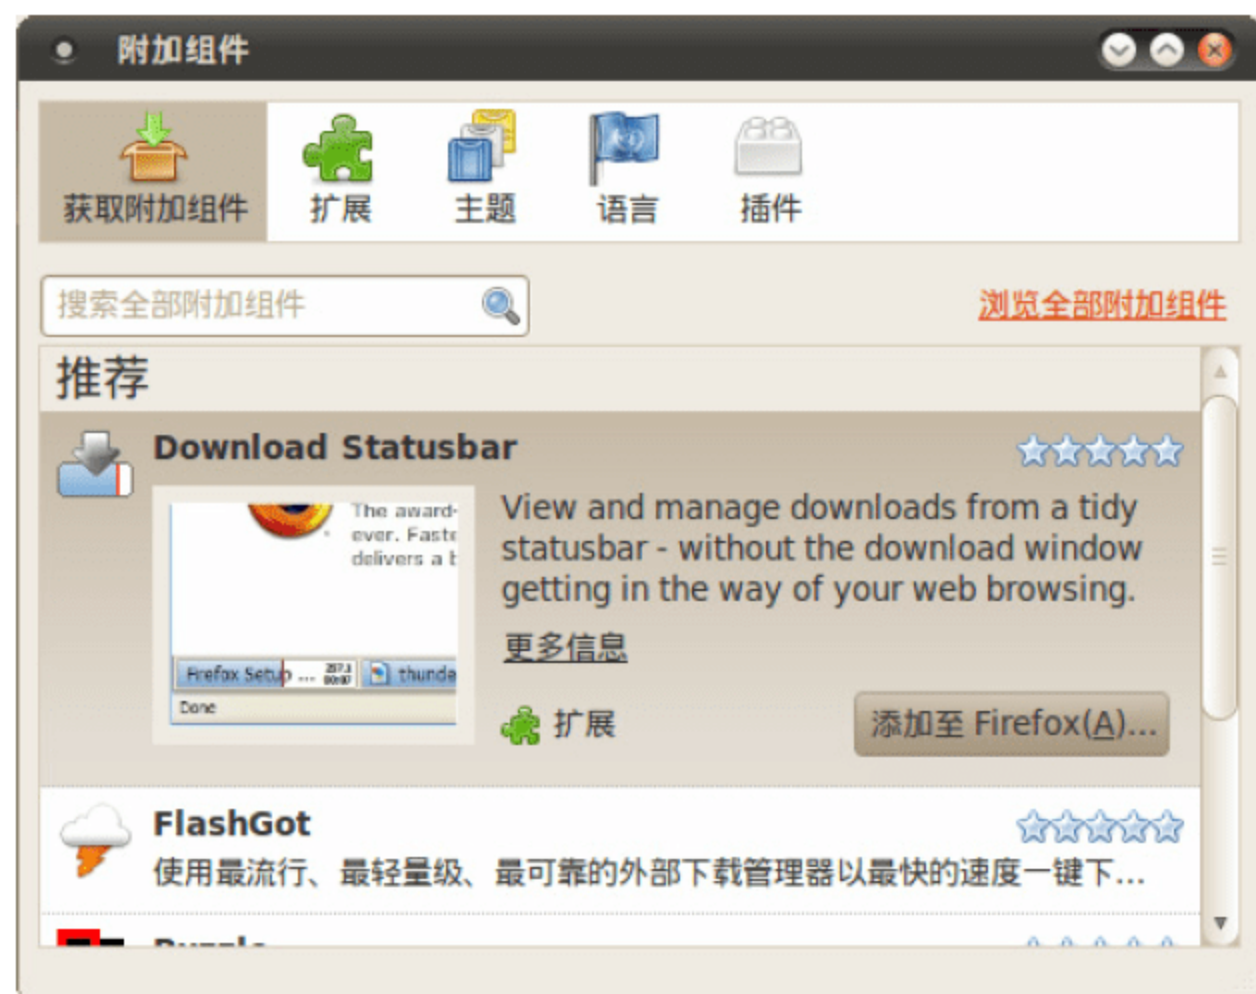 附加组件
获取附加组件 扩展 主题 语言 插件
搜索全部附加组件 浏览全部附加组件
推荐
Download Statusbar
The award-
ever. Faste
delivers a b
Firefox Setup ... thunde
Done
View and manage downloads from a tidy
statusbar - without the download window
getting in the way of your web browsing.
更多信息
扩展 添加至 Firefox(A)...
FlashGot
使用最流行、最轻量级、最可靠的外部下载管理器以最快的速度一键下...